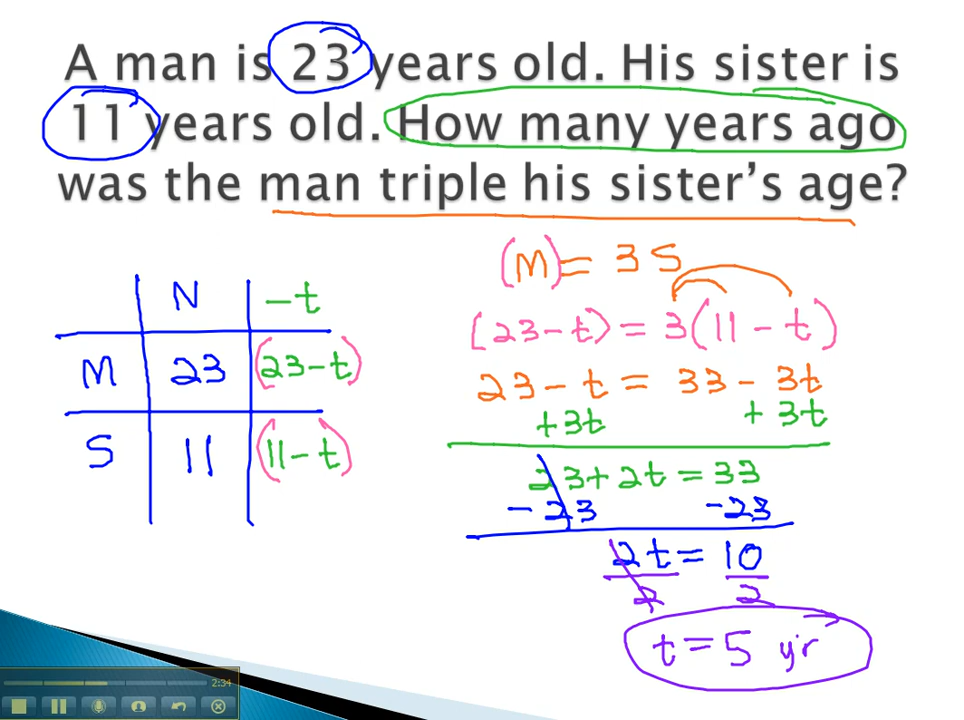 A man is 23 years old. His sister is
11 years old. How many years ago
was the man triple his sister's age?
N -t
M 23 (23-t)
S 11 (11-t)
(M) = 3S
(23-t) = 3(11-t)
23 - t = 33 - 3t
+3t + 3t
23 + 2t = 33
- 23 -23
2t = 10
2 2
t = 5 yr
2:34